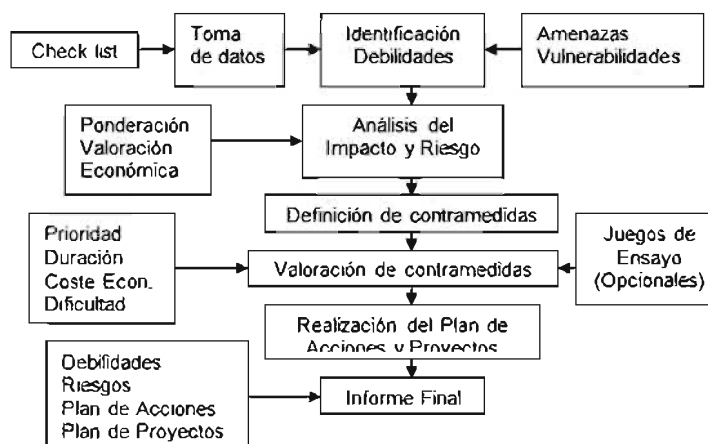 Check list
Toma
de datos
Identificación
Debilidades
Amenazas
Vulnerabilidades
Ponderación
Valoración
Económica
Análisis del
Impacto y Riesgo
Definición de contramedidas
Prioridad
Duración
Coste Econ.
Dificultad
Valoración de contramedidas
Juegos de
Ensayo
(Opcionales)
Realización del Plan de
Acciones y Proyectos
Debilidades
Riesgos
Plan de Acciones
Plan de Proyectos
Informe Final